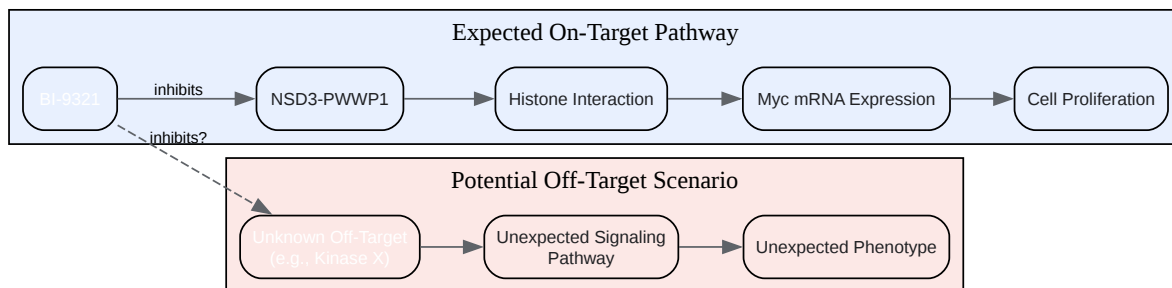 Expected On-Target Pathway
BI-9321
inhibits
NSD3-PWWP1
Histone Interaction
Myc mRNA Expression
Cell Proliferation
inhibits?
Potential Off-Target Scenario
Unknown Off-Target
(e.g., Kinase X)
Unexpected Signaling
Pathway
Unexpected Phenotype